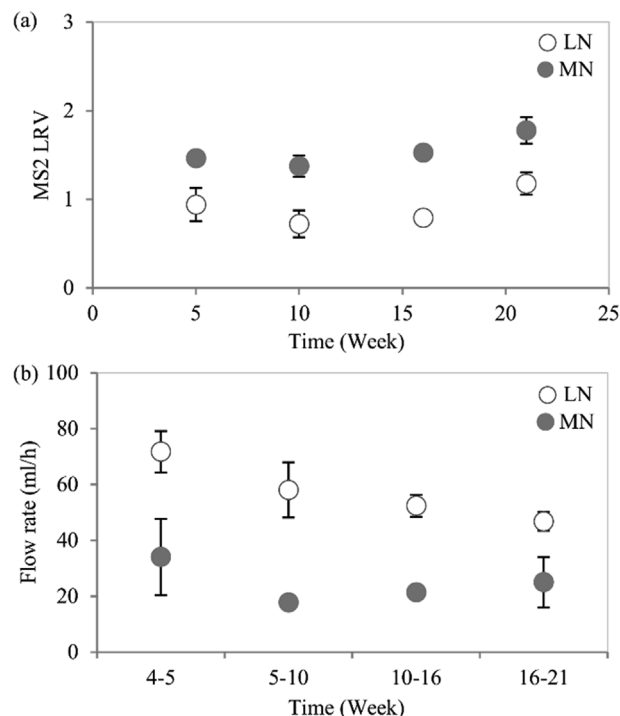 (a)
3
2
1
0
MS2 LRV
LN
MN
0 5 10 15 20 25
Time (Week)
(b)
100
80
60
40
20
0
Flow rate (ml/h)
LN
MN
4-5 5-10 10-16 16-21
Time (Week)